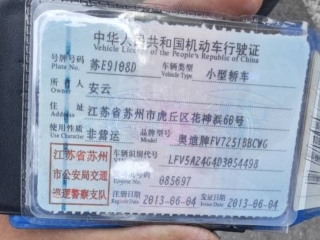 中华人民共和国机动车行驶证
Vehicle License of the People's Republic of China
号牌号码 Plate No. 苏E9108D 车辆类型 Vehicle Type 小型轿车
所有人 Owner 安云
住址 Address 江苏省苏州市虎丘区花神浜60号
使用性质 Use Character 非营运 品牌型号 Model 奥迪牌FV7251BBCWG
江苏省苏州
市公安局交通
巡逻警察支队
车辆识别代号 VIN LFV5A24G4D3054498
Engine No. 085697
注册日期 Register Date 2013-06-04 发证日期 Issue Date 2013-06-04